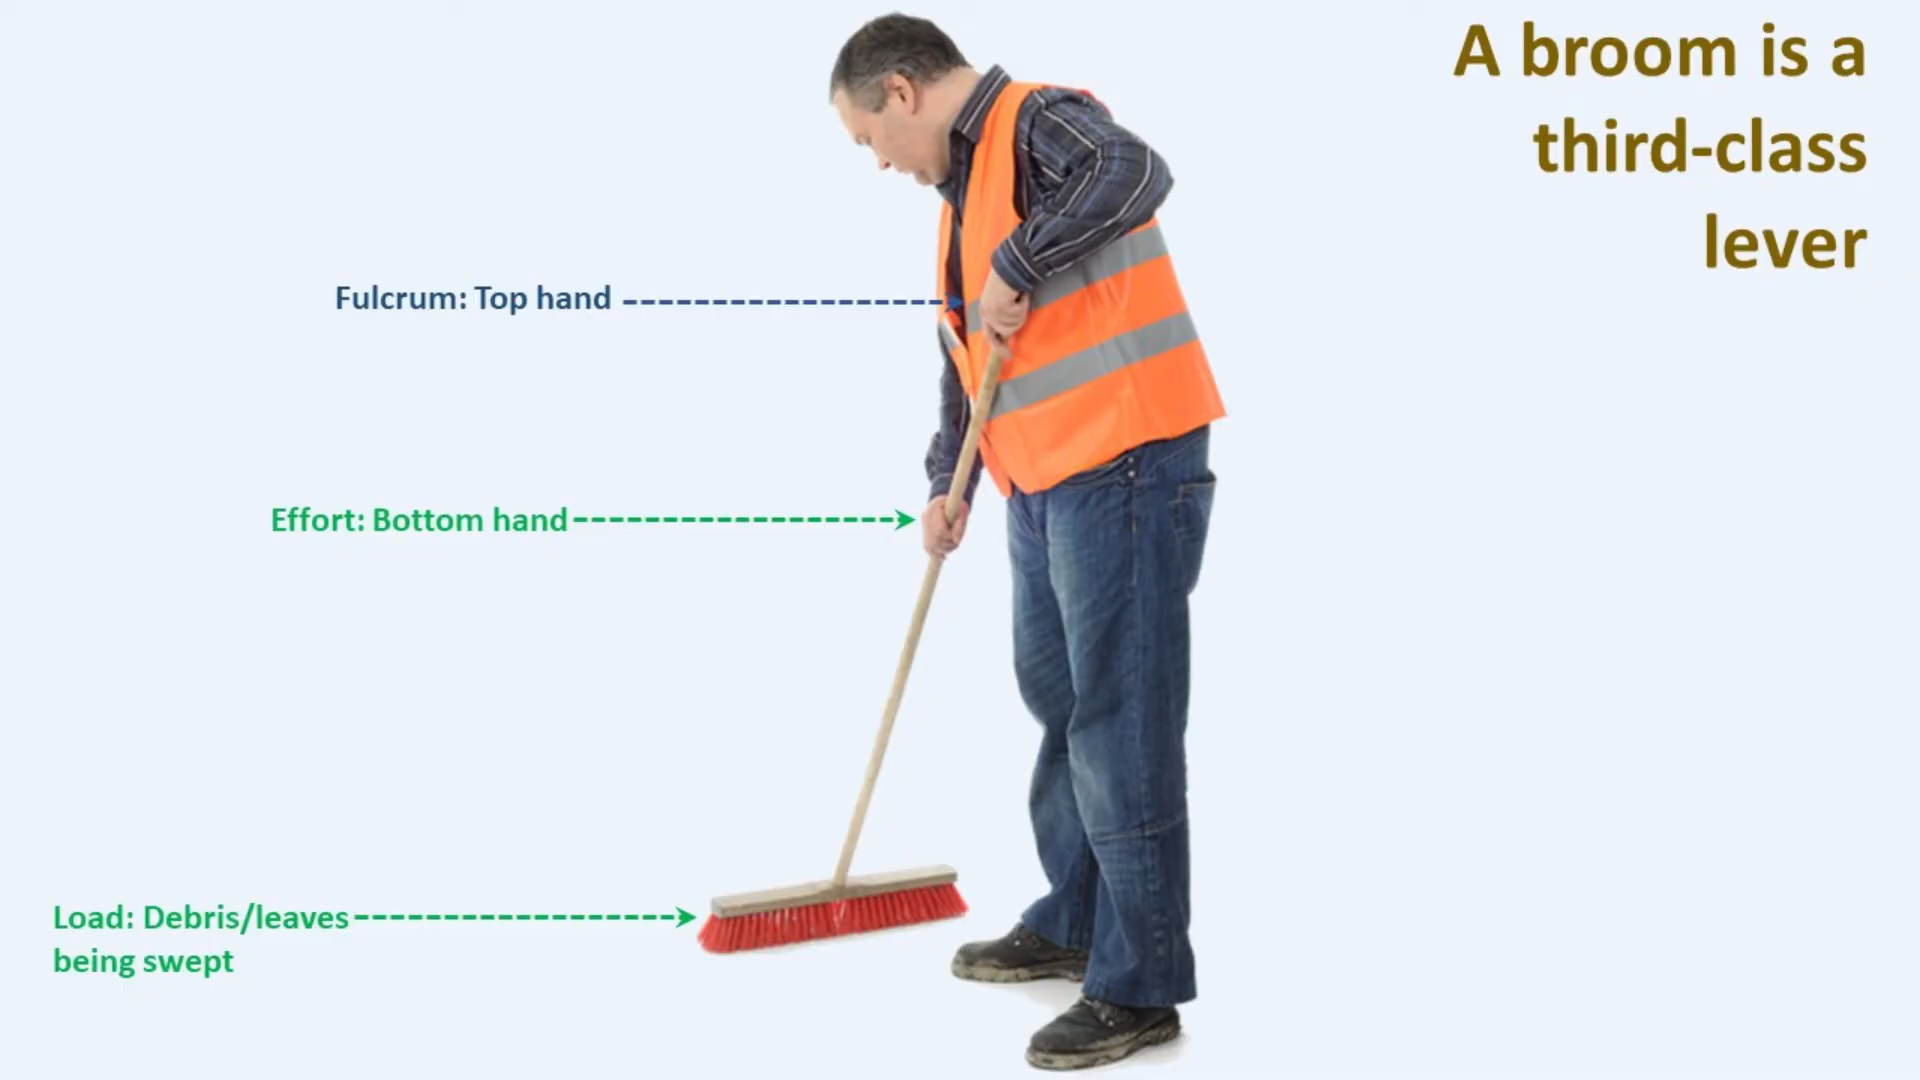 A broom is a
third-class
lever
Fulcrum: Top hand
Effort: Bottom hand
Load: Debris/leaves
being swept